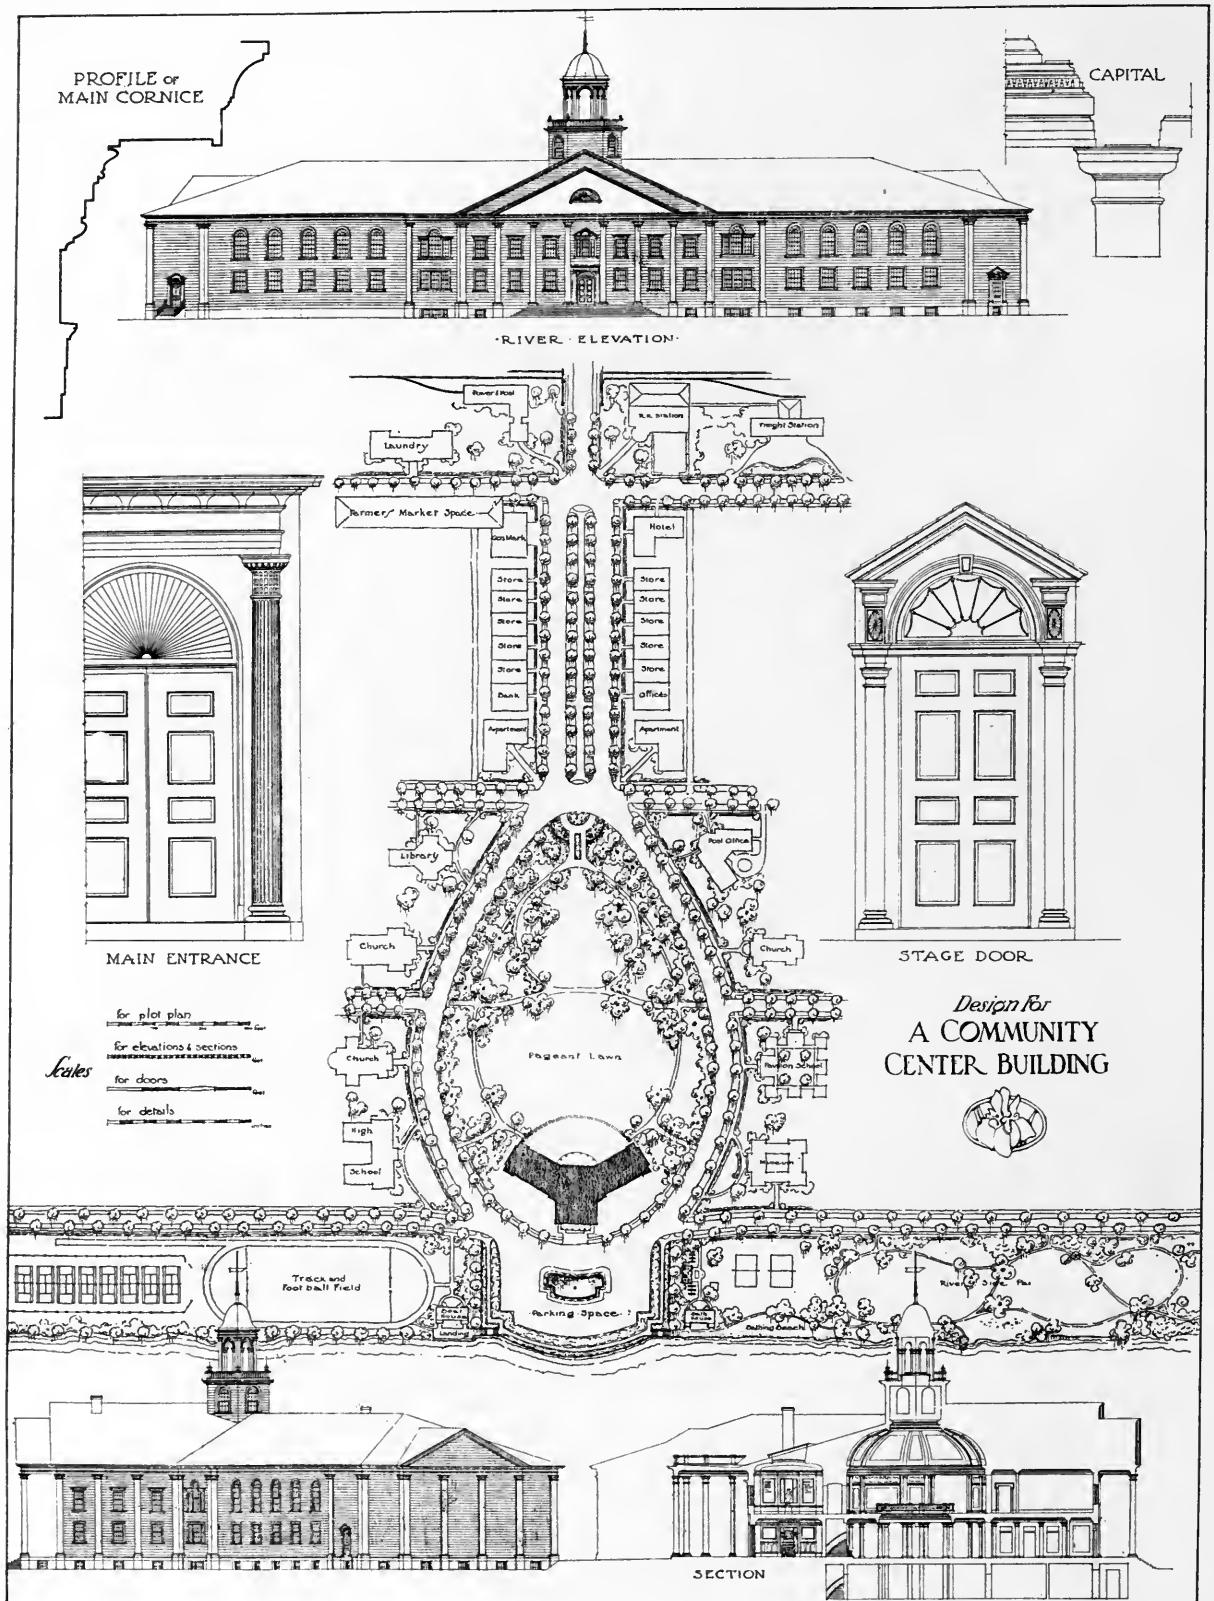 PROFILE OF
MAIN CORNICE
CAPITAL
·RIVER · ELEVATION·
R.R. Station
Freight Station
Laundry
Farmers' Market Space
Hotel
Store
Store
Store
Store
Store
Store
Store
Store
Store
Store
Bank
Offices
Apartment
Apartment
Library
Post Office
Church
Church
MAIN ENTRANCE
STAGE DOOR
for plot plan
for elevations & sections
Scales
for doors
for details
Design For
A COMMUNITY
CENTER BUILDING
Pageant Lawn
Church
Pavilion School
High
School
Museum
Track and
Foot ball Field
Parking Space
Landing
Bathing Beach
SECTION